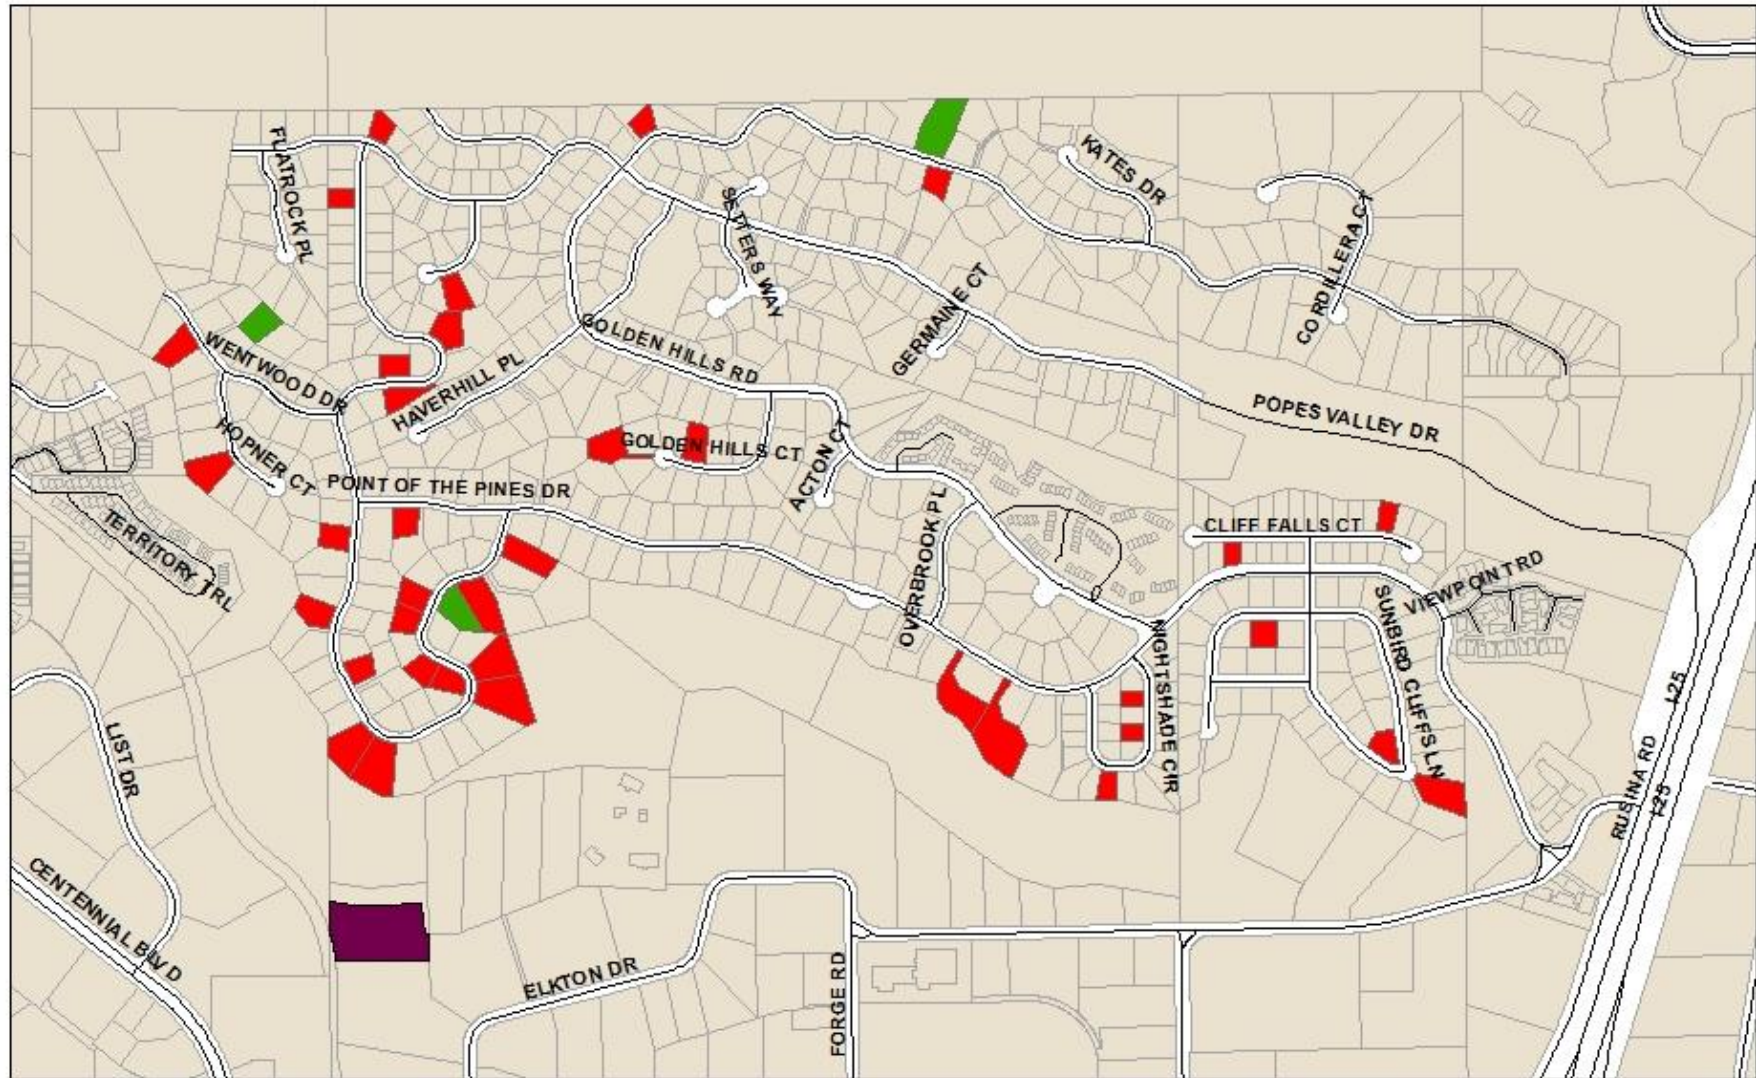 FLATROCK PL
KATES DR
SETTERS WAY
CORDILLERA CT
GERMAINE CT
GOLDEN HILLS RD
WENTWOOD DR
HAVERHILL PL
POPES VALLEY DR
HOPNER CT
GOLDEN HILLS CT
ACTON CT
POINT OF THE PINES DR
TERRITORY TRL
OVERBROOK PL
CLIFF FALLS CT
VIEWPOINT RD
SUNBIRD CLIFFS LN
NIGHTSHADE CIR
LIST DR
I-25
RUSINA RD
I-25
CENTENNIAL BLVD
ELKTON DR
FORGE RD